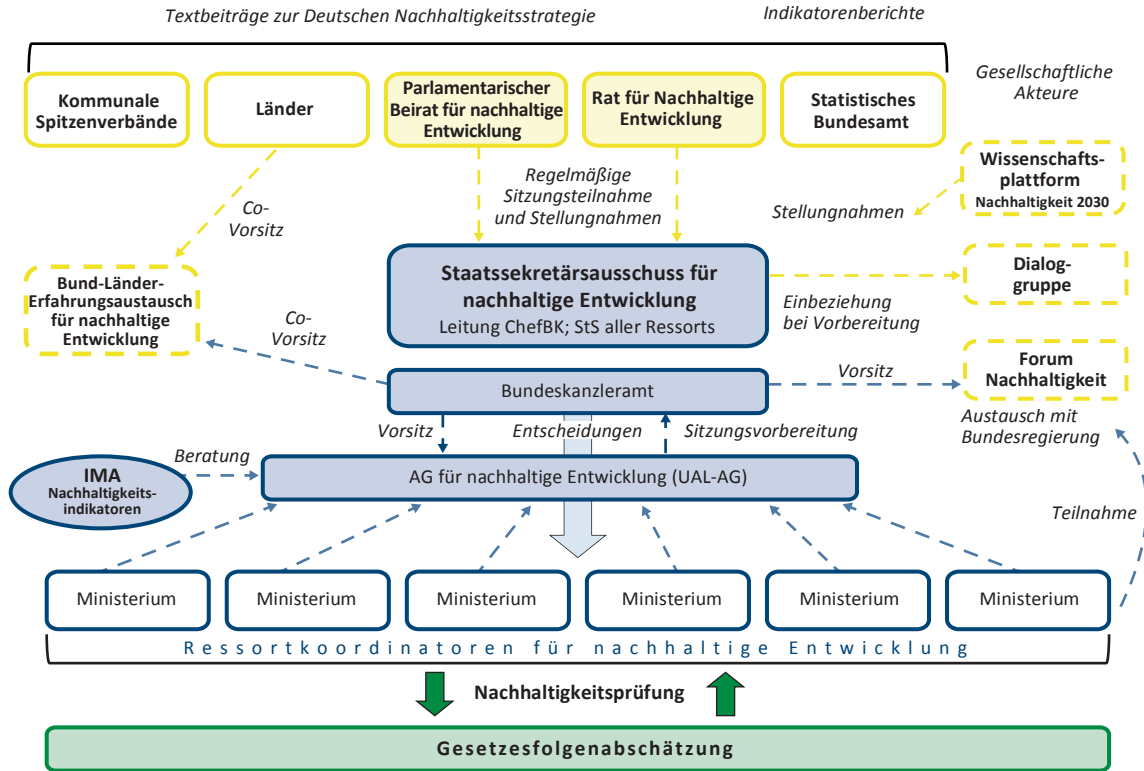 Textbeiträge zur Deutschen Nachhaltigkeitsstrategie
Indikatorenberichte
Kommunale
Spitzenverbände
Länder
Parlamentarischer
Beirat für nachhaltige
Entwicklung
Rat für Nachhaltige
Entwicklung
Statistisches
Bundesamt
Gesellschaftliche
Akteure
Wissenschafts-
plattform
Nachhaltigkeit 2030
Co-
Vorsitz
Regelmäßige
Sitzungsteilnahme
und Stellungnahmen
Stellungnahmen
Bund-Länder-
Erfahrungsaustausch
für nachhaltige
Entwicklung
Staatssekretärsausschuss für
nachhaltige Entwicklung
Leitung ChefBK; StS aller Ressorts
Dialog-
gruppe
Einbeziehung
bei Vorbereitung
Co-
Vorsitz
Bundeskanzleramt
Vorsitz
Forum
Nachhaltigkeit
Austausch mit
Bundesregierung
Vorsitz
Entscheidungen
Sitzungsvorbereitung
IMA
Nachhaltigkeits-
indikatoren
Beratung
AG für nachhaltige Entwicklung (UAL-AG)
Teilnahme
Ministerium
Ministerium
Ministerium
Ministerium
Ministerium
Ministerium
Ressortkoordinatoren für nachhaltige Entwicklung
Nachhaltigkeitsprüfung
Gesetzesfolgenabschätzung